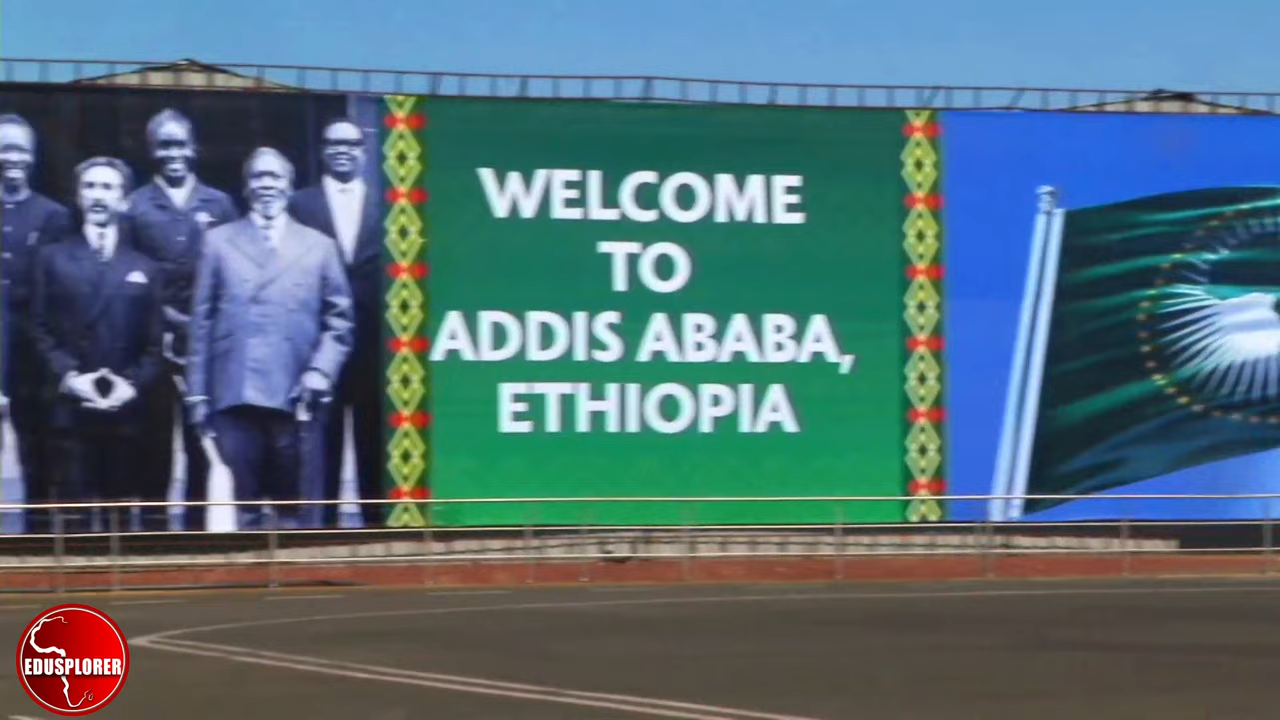 WELCOME
TO
ADDIS ABABA,
ETHIOPIA
EDUSPLORER